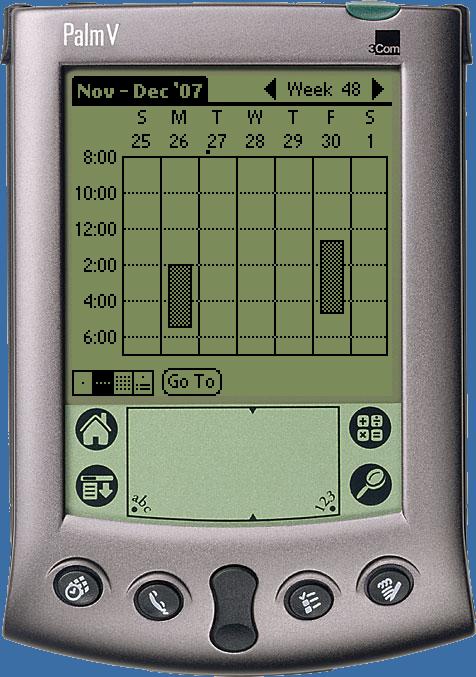 PalmV
3Com
Nov - Dec '07 Week 48
S M T W T F S
25 26 27 28 29 30 1
8:00
10:00
12:00
2:00
4:00
6:00
Go To
abc 123